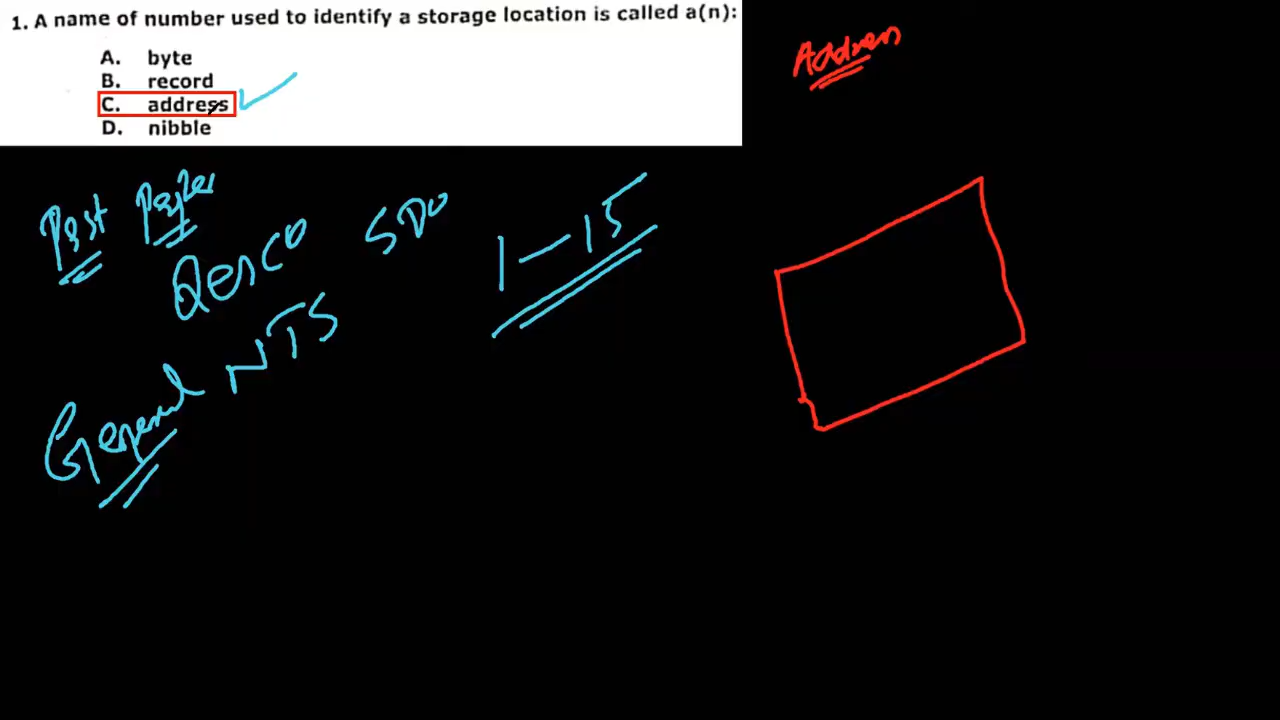 1. A name of number used to identify a storage location is called a(n):
A. byte
B. record
C. address
D. nibble
Address
Past Paper
Qesco SDO 1-15
General NTS